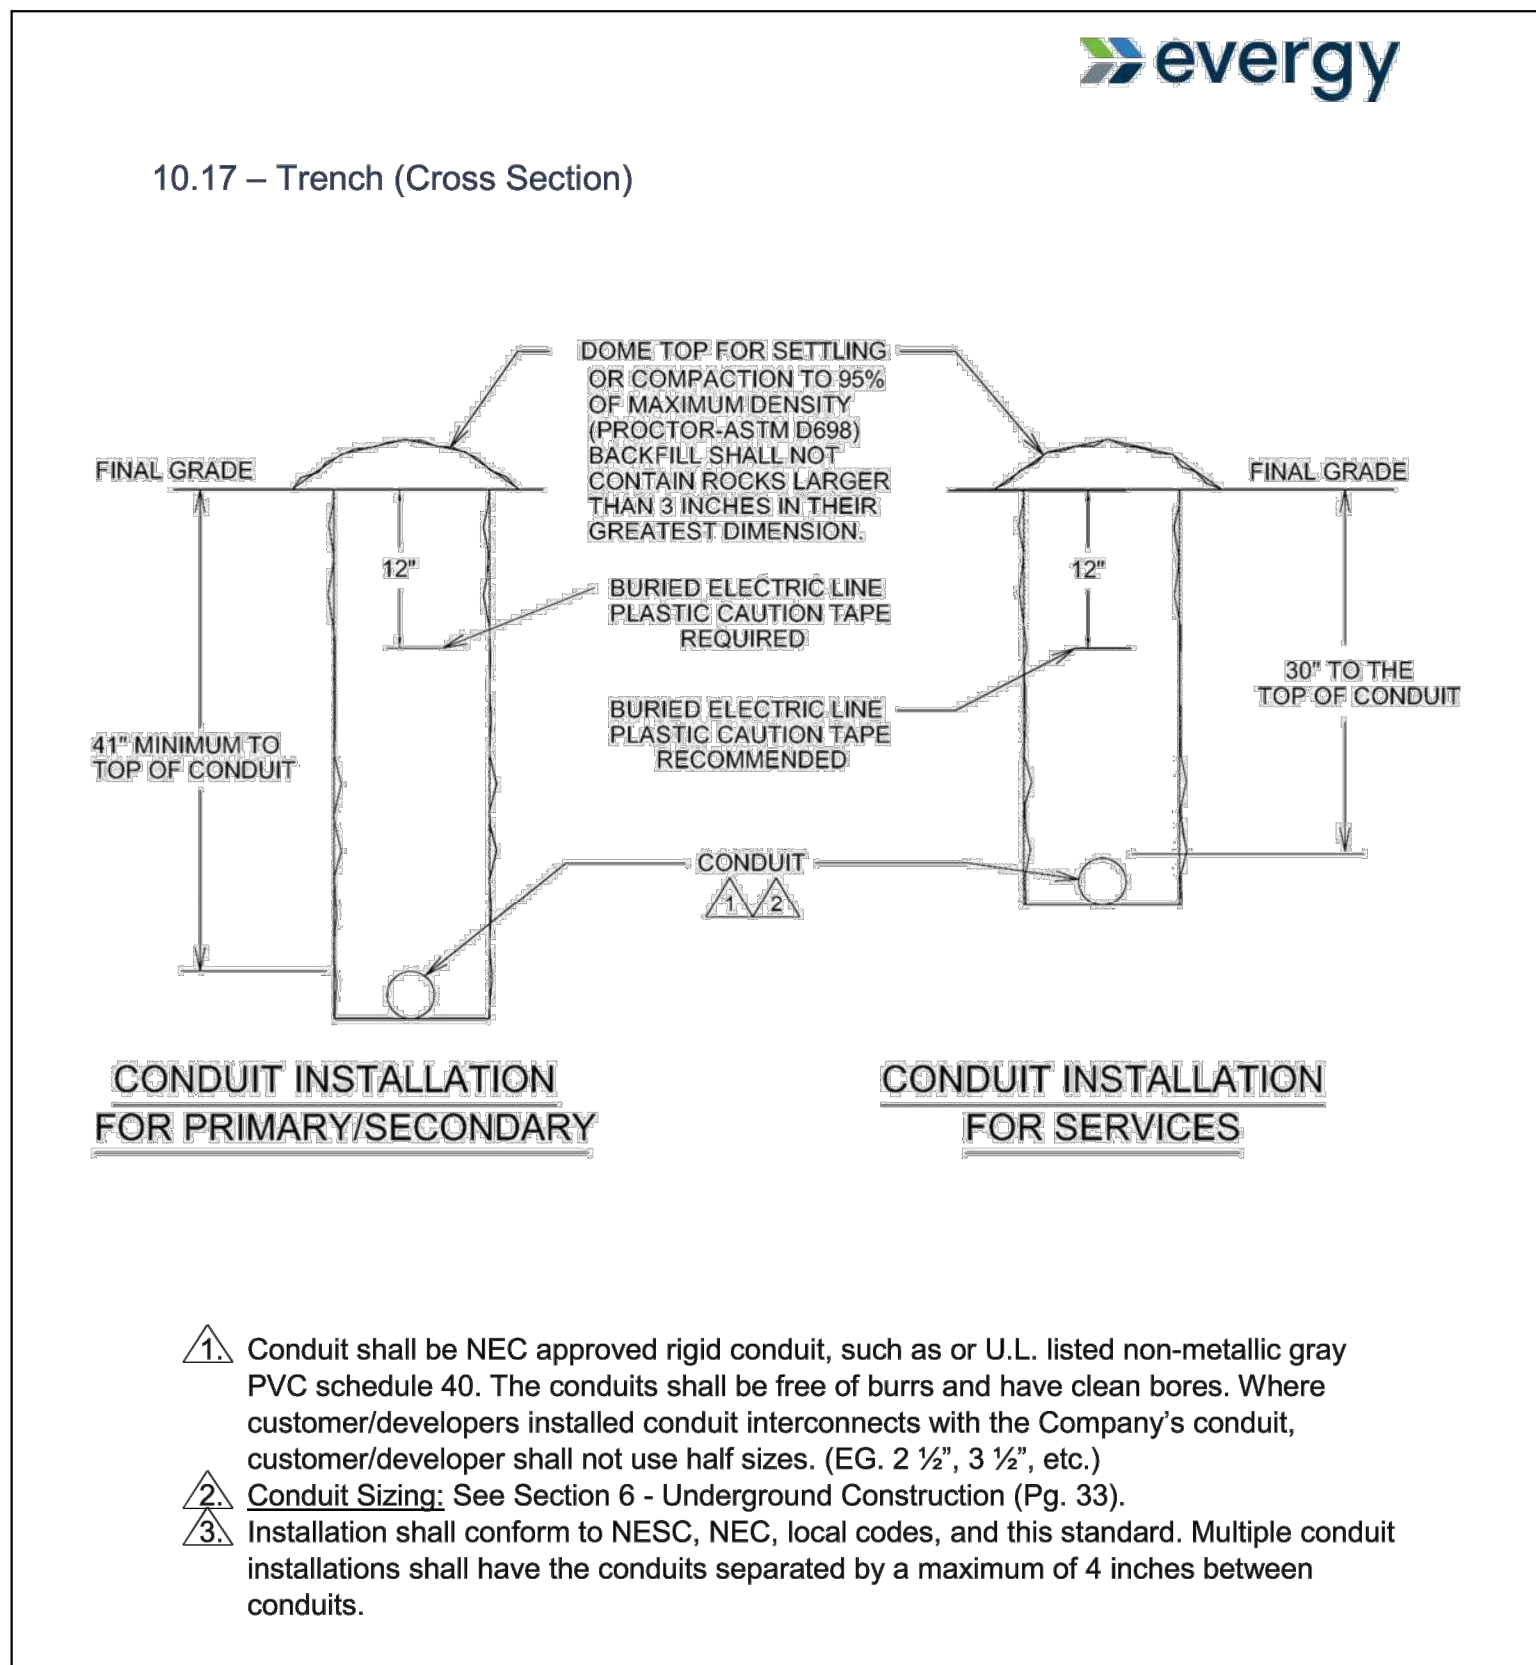 evergy
10.17 – Trench (Cross Section)
DOME TOP FOR SETTLING
OR COMPACTION TO 95%
OF MAXIMUM DENSITY
(PROCTOR-ASTM D698)
BACKFILL SHALL NOT
CONTAIN ROCKS LARGER
THAN 3 INCHES IN THEIR
GREATEST DIMENSION.
FINAL GRADE
FINAL GRADE
12"
12"
BURIED ELECTRIC LINE
PLASTIC CAUTION TAPE
REQUIRED
30" TO THE
TOP OF CONDUIT
BURIED ELECTRIC LINE
PLASTIC CAUTION TAPE
RECOMMENDED
41" MINIMUM TO
TOP OF CONDUIT
CONDUIT
1 2
CONDUIT INSTALLATION
FOR PRIMARY/SECONDARY
CONDUIT INSTALLATION
FOR SERVICES
1. Conduit shall be NEC approved rigid conduit, such as or U.L. listed non-metallic gray
PVC schedule 40. The conduits shall be free of burrs and have clean bores. Where
customer/developers installed conduit interconnects with the Company's conduit,
customer/developer shall not use half sizes. (EG. 2 ½”, 3 ½”, etc.)
2. Conduit Sizing: See Section 6 - Underground Construction (Pg. 33).
3. Installation shall conform to NESC, NEC, local codes, and this standard. Multiple conduit
installations shall have the conduits separated by a maximum of 4 inches between
conduits.